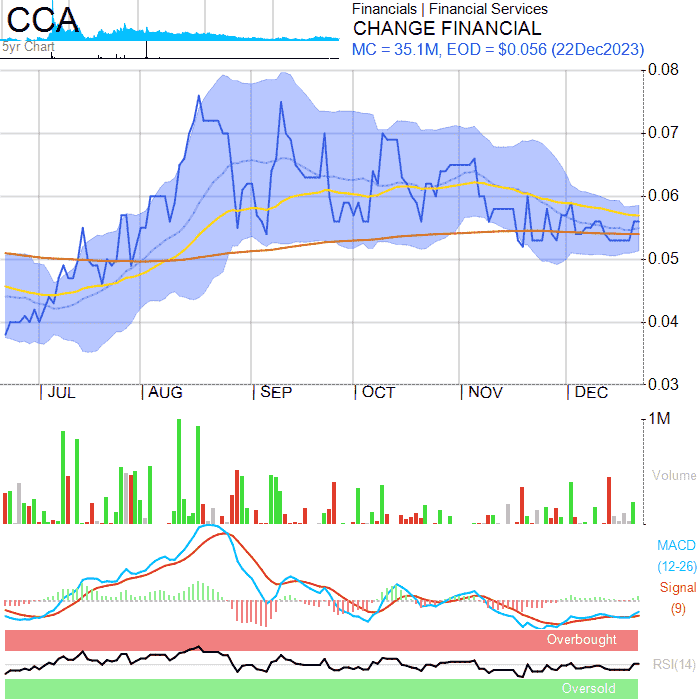 CCA
5yr Chart
Financials | Financial Services
CHANGE FINANCIAL
MC = 35.1M, EOD = $0.056 (22Dec2023)
0.08
0.07
0.06
0.05
0.04
0.03
JUL AUG SEP OCT NOV DEC
1M
Volume
MACD
(12-26)
Signal
(9)
Overbought
RSI(14)
Oversold